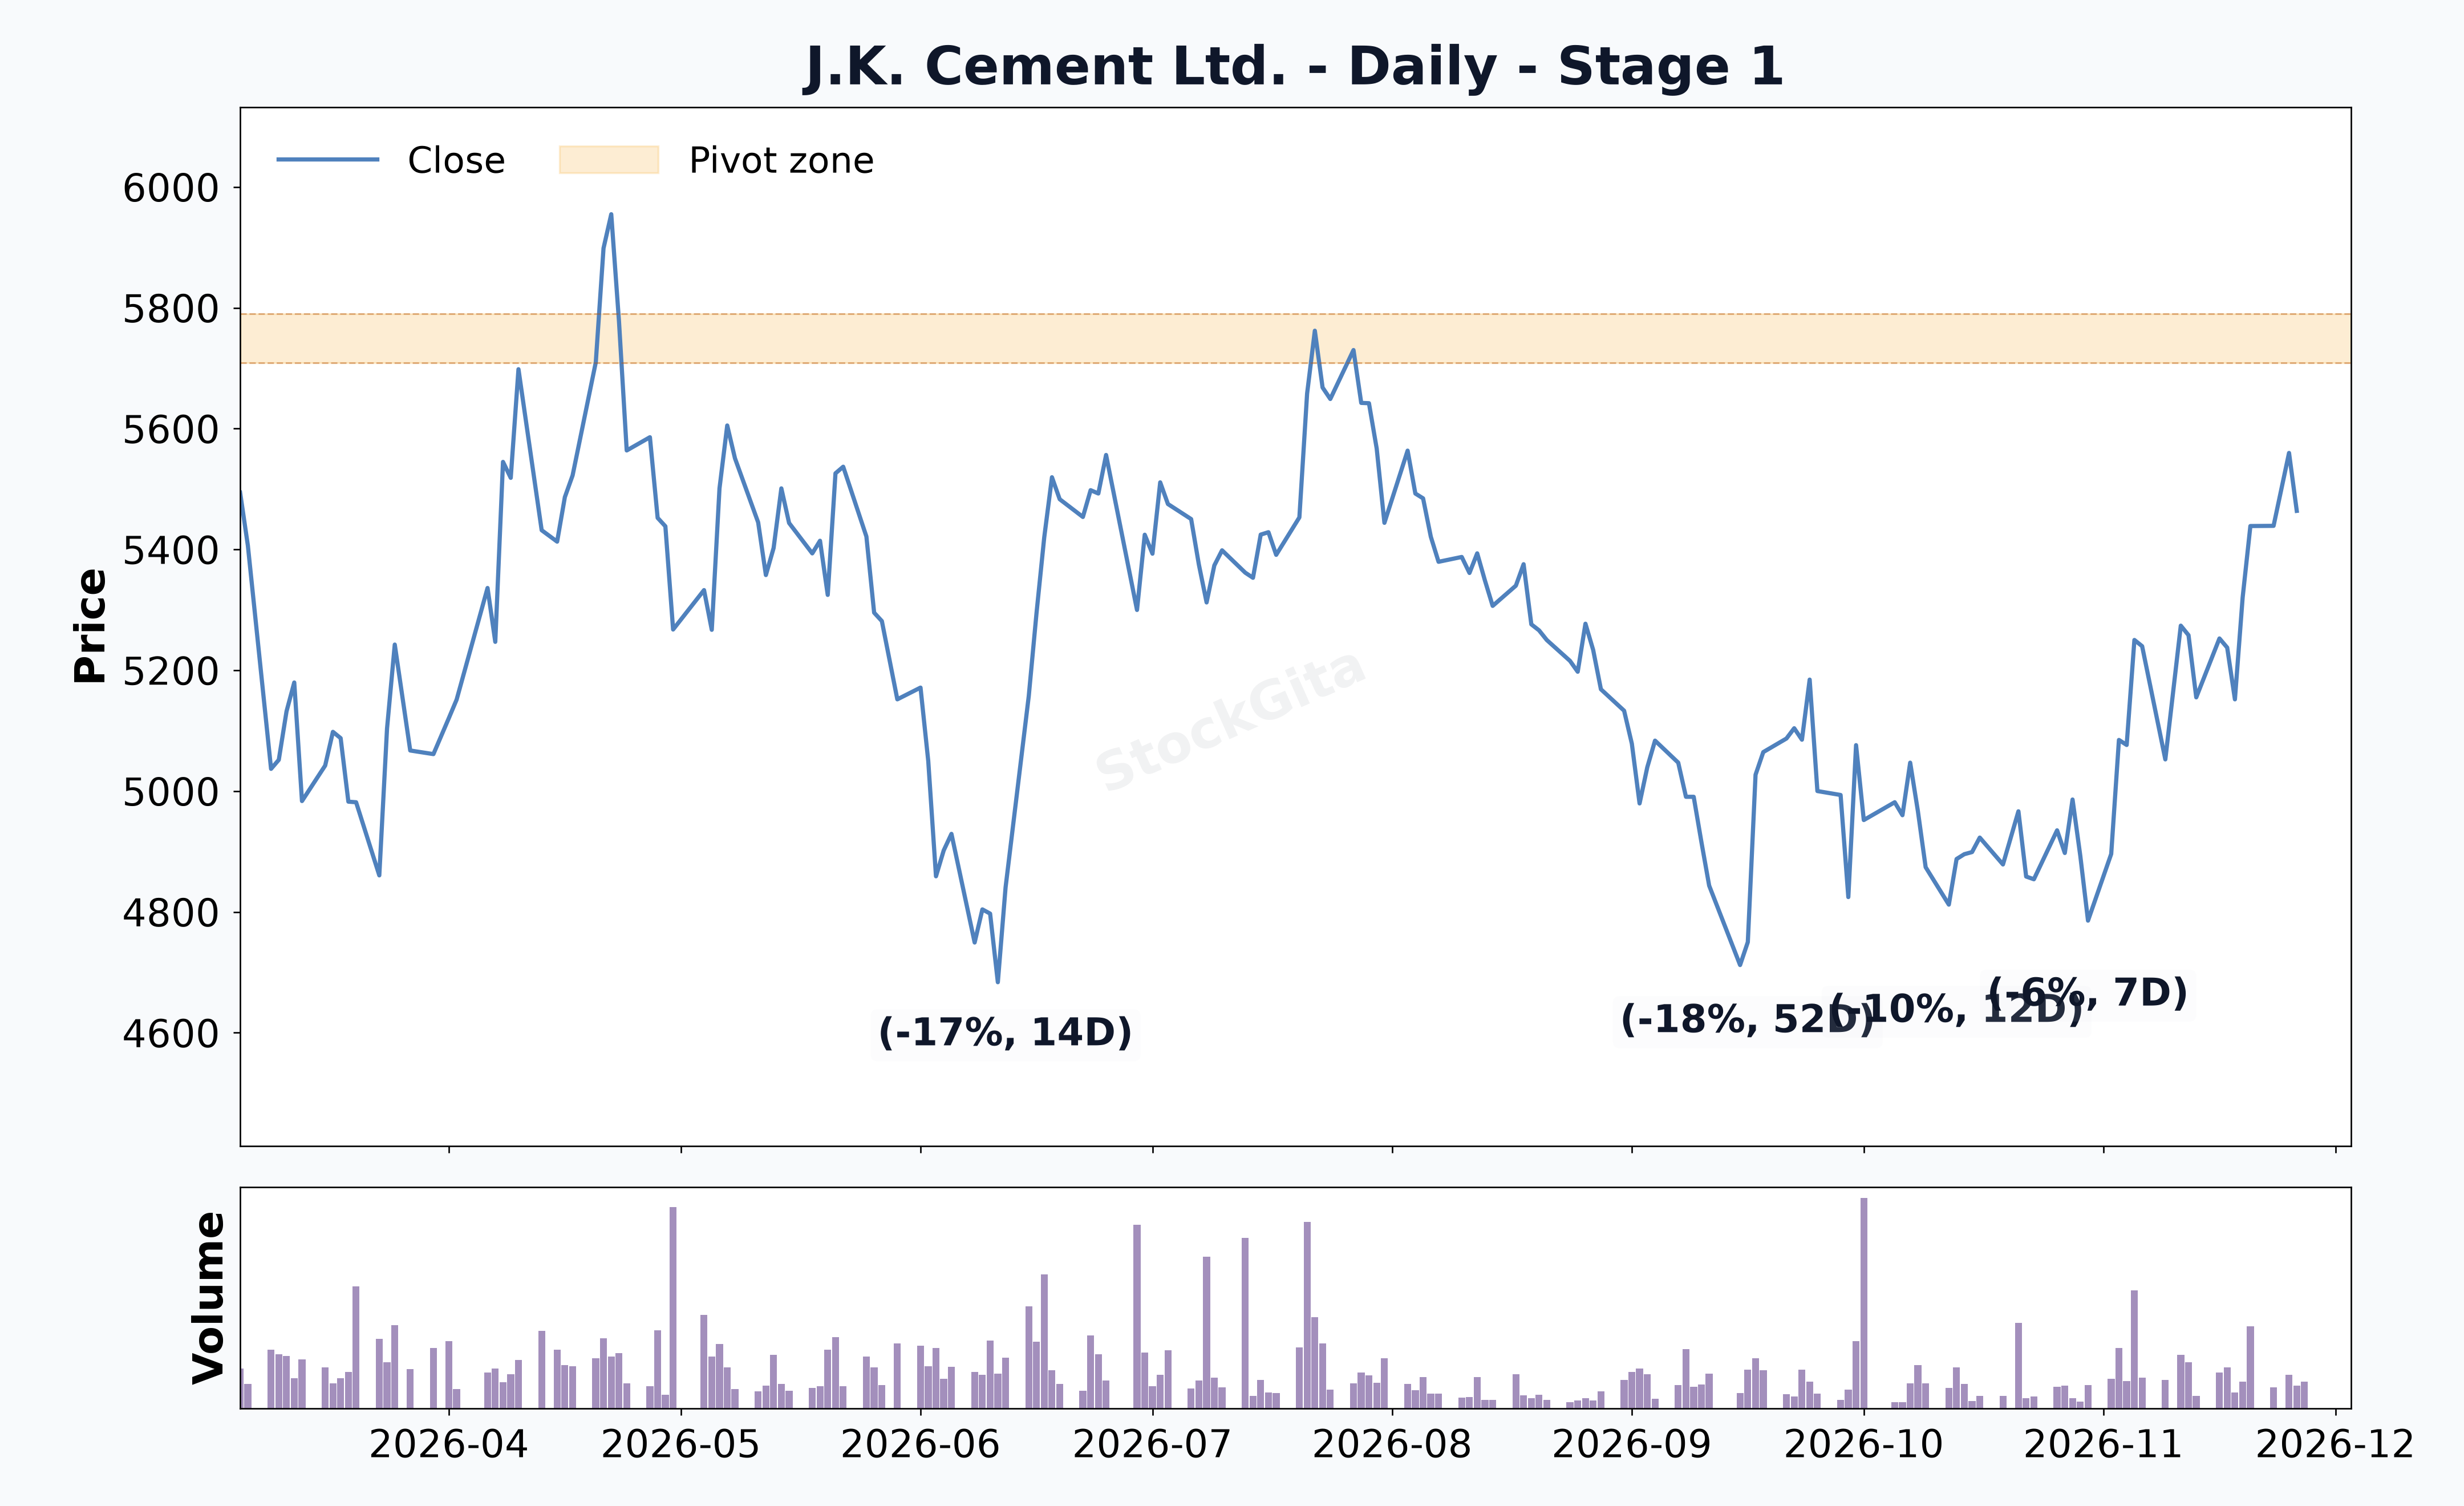 J.K. Cement Ltd. - Daily - Stage 1
Close
Pivot zone
6000
5800
5600
5400
5200
5000
4800
4600
Price
StockGita
(-17%, 14D)
(-18%, 52D)
(-10%, 12D)
(-6%, 7D)
Volume
2026-04
2026-05
2026-06
2026-07
2026-08
2026-09
2026-10
2026-11
2026-12